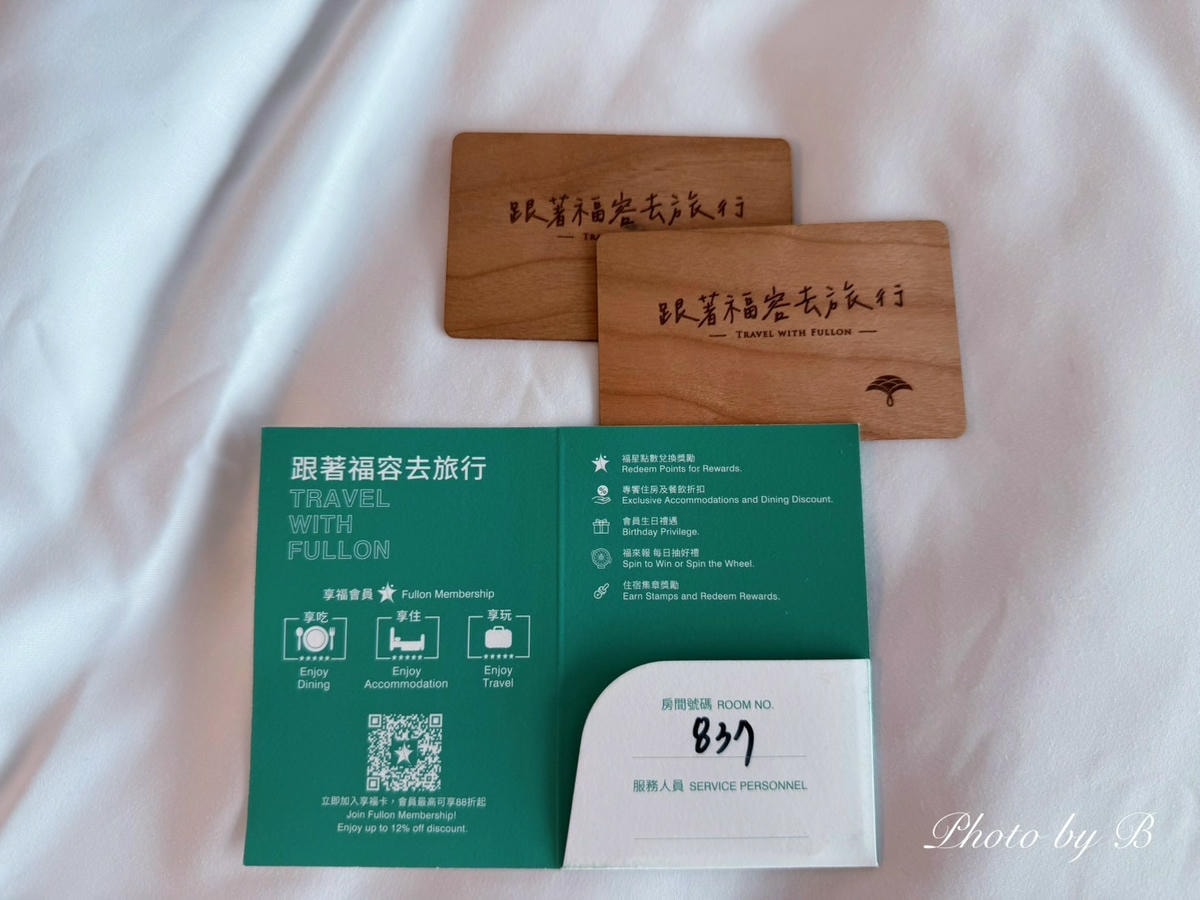 跟著福容去旅行
跟著福容去旅行
TRAVEL WITH FULLON
跟著福容去旅行
TRAVEL
WITH
FULLON
享福會員 Fullon Membership
享吃
Enjoy
Dining
享住
Enjoy
Accommodation
享玩
Enjoy
Travel
立即加入享福卡，會員最高可享88折起
Join Fullon Membership!
Enjoy up to 12% off discount.
福星點數兌換獎勵
Redeem Points for Rewards.
專饗住房及餐飲折扣
Exclusive Accommodations and Dining Discount.
會員生日禮遇
Birthday Privilege.
福來報 每日抽好禮
Spin to Win or Spin the Wheel.
住宿集章獎勵
Earn Stamps and Redeem Rewards.
房間號碼 ROOM NO.
837
服務人員 SERVICE PERSONNEL
Photo by B